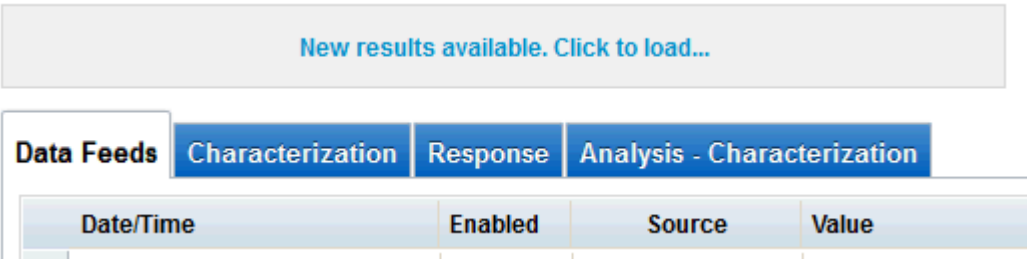 New results available. Click to load...
Data Feeds Characterization Response Analysis - Characterization
Date/Time Enabled Source Value